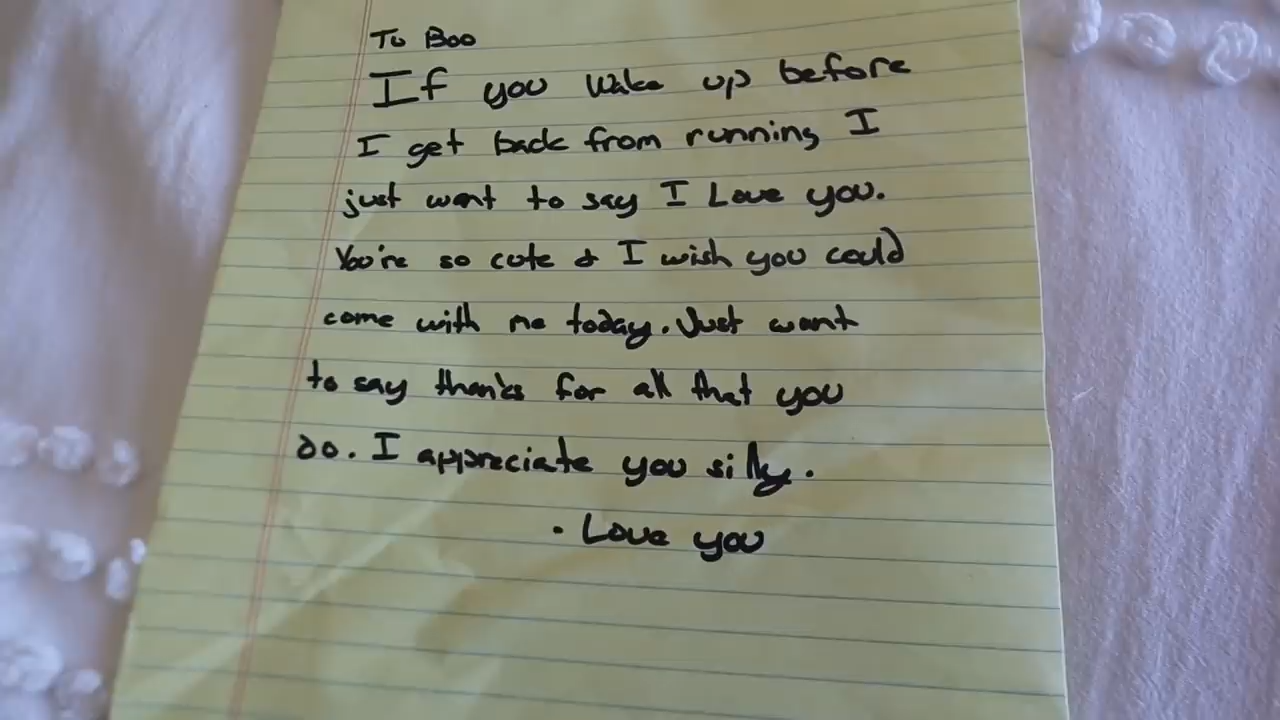 To Boo
If you wake up before
I get back from running I
just want to say I Love you.
You're so cute & I wish you could
come with me today. Just want
to say thanks for all that you
do. I appreciate you silly.
• Love you